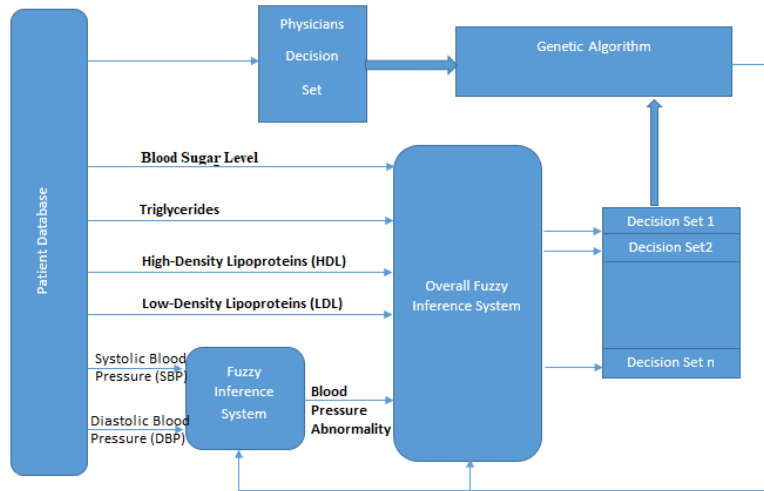 Patient Database
Physicians
Decision
Set
Genetic Algorithm
Blood Sugar Level
Triglycerides
High-Density Lipoproteins (HDL)
Low-Density Lipoproteins (LDL)
Systolic Blood
Pressure (SBP)
Diastolic Blood
Pressure (DBP)
Fuzzy
Inference
System
Blood
Pressure
Abnormality
Overall Fuzzy
Inference System
Decision Set 1
Decision Set2
Decision Set n